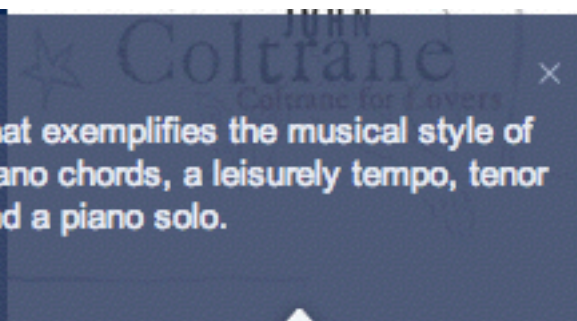 JOHN
Coltrane
Coltrane for Lovers
at exemplifies the musical style of
ano chords, a leisurely tempo, tenor
d a piano solo.